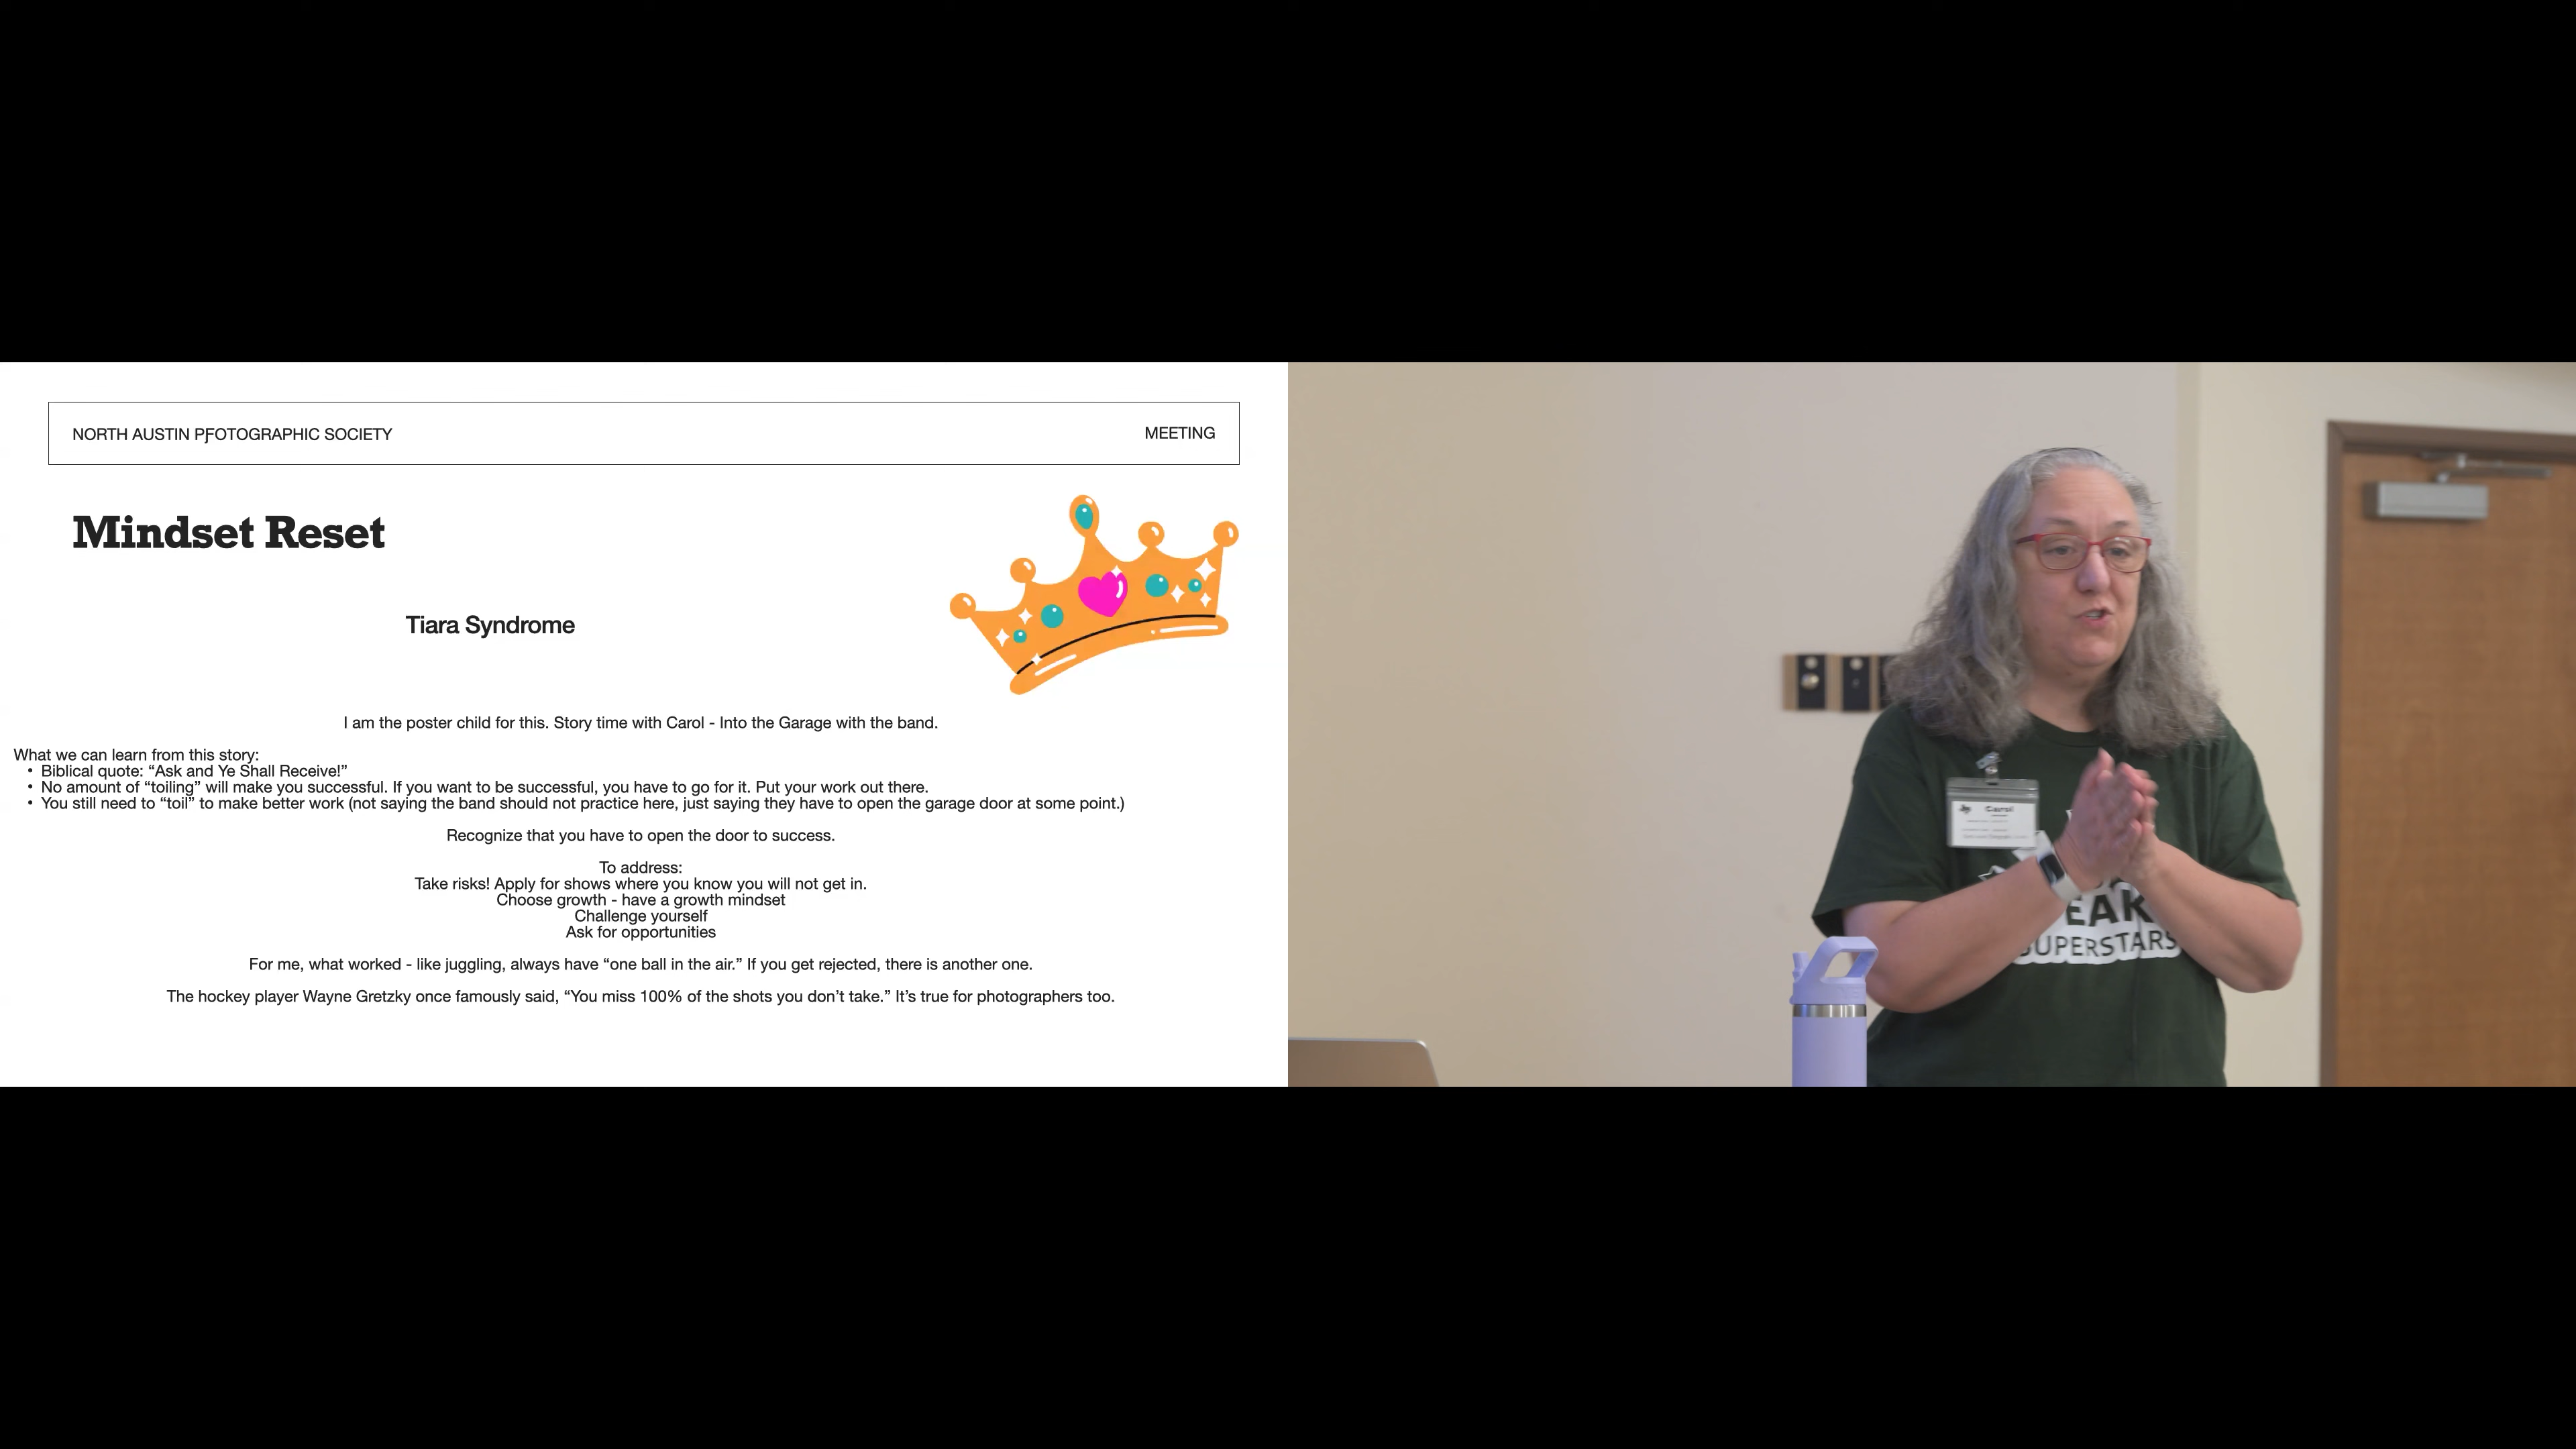 NORTH AUSTIN PƑOTOGRAPHIC SOCIETY
MEETING
Mindset Reset
Tiara Syndrome
I am the poster child for this. Story time with Carol - Into the Garage with the band.
What we can learn from this story:
• Biblical quote: “Ask and Ye Shall Receive!”
• No amount of “toiling” will make you successful. If you want to be successful, you have to go for it. Put your work out there.
• You still need to “toil” to make better work (not saying the band should not practice here, just saying they have to open the garage door at some point.)
Recognize that you have to open the door to success.
To address:
Take risks! Apply for shows where you know you will not get in.
Choose growth - have a growth mindset
Challenge yourself
Ask for opportunities
For me, what worked - like juggling, always have “one ball in the air.” If you get rejected, there is another one.
The hockey player Wayne Gretzky once famously said, “You miss 100% of the shots you don’t take.” It’s true for photographers too.
Carol
EAK
SUPERSTARS